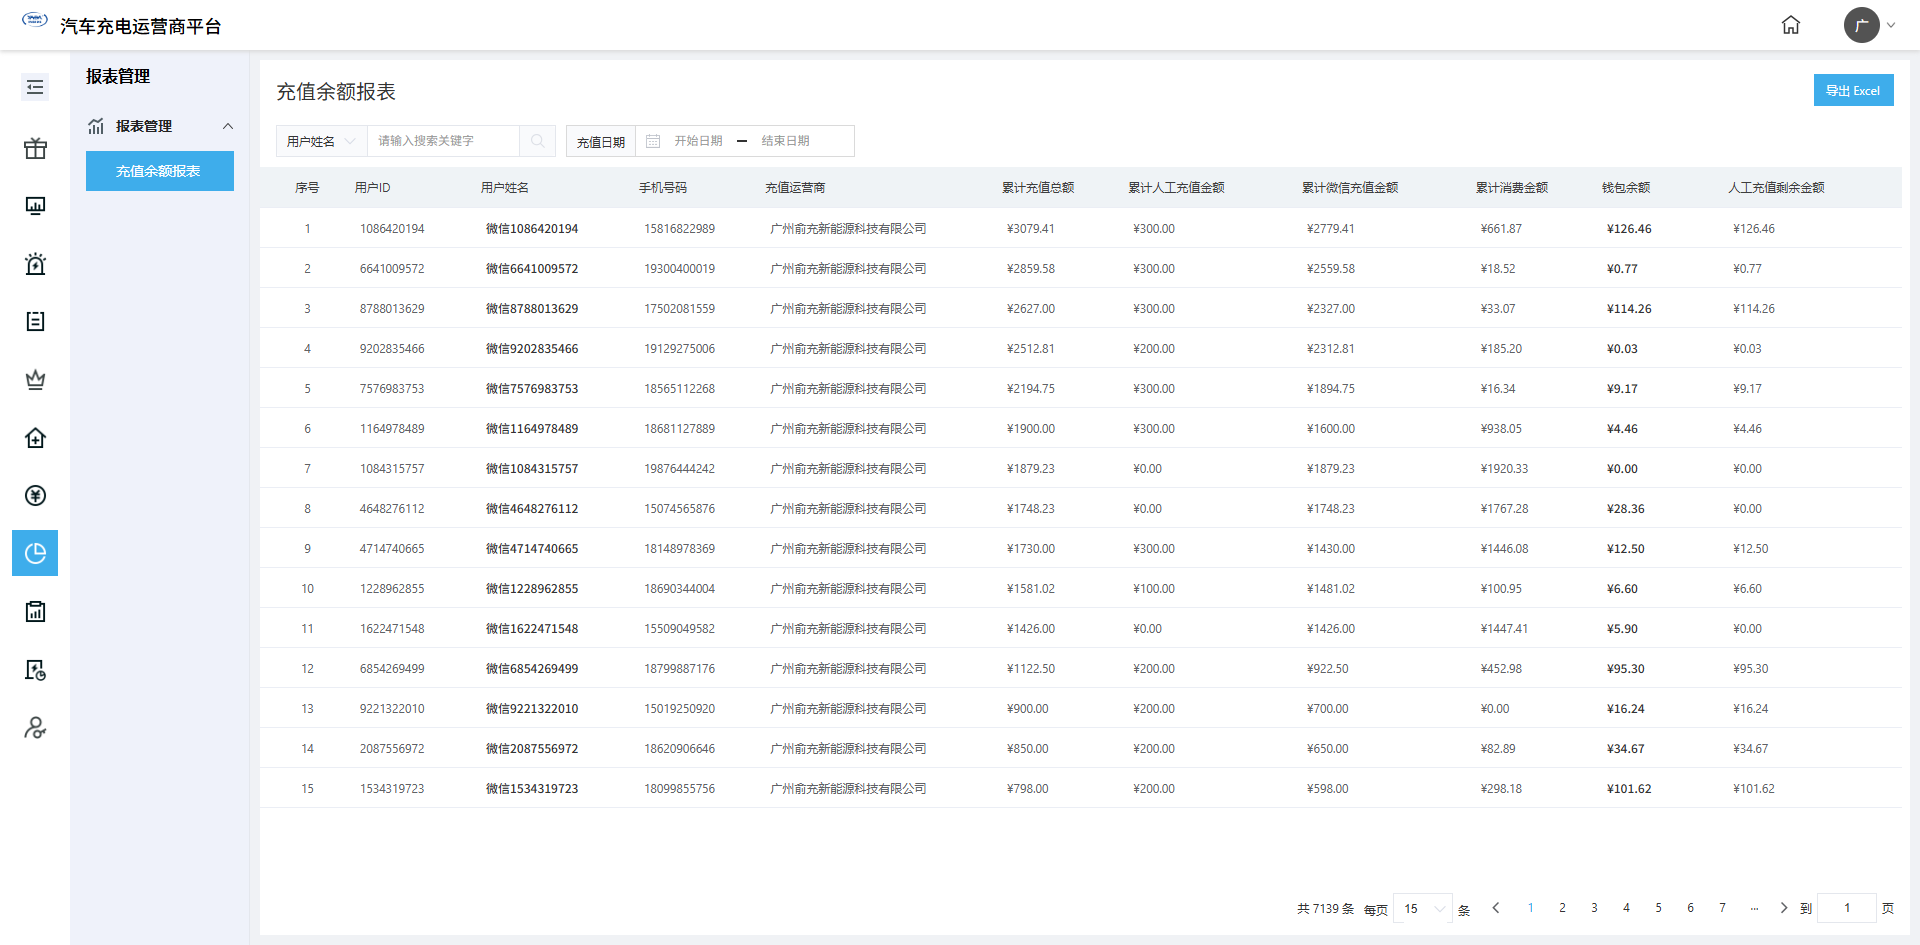 汽车充电运营商平台
广
报表管理
报表管理
充值余额报表
充值余额报表
导出 Excel
用户姓名 请输入搜索关键字 充值日期 开始日期 — 结束日期
序号 用户ID 用户姓名 手机号码 充值运营商 累计充值总额 累计人工充值金额 累计微信充值金额 累计消费金额 钱包余额 人工充值剩余金额
1 1086420194 微信1086420194 15816822989 广州俞充新能源科技有限公司 ¥3079.41 ¥300.00 ¥2779.41 ¥661.87 ¥126.46 ¥126.46
2 6641009572 微信6641009572 19300400019 广州俞充新能源科技有限公司 ¥2859.58 ¥300.00 ¥2559.58 ¥18.52 ¥0.77 ¥0.77
3 8788013629 微信8788013629 17502081559 广州俞充新能源科技有限公司 ¥2627.00 ¥300.00 ¥2327.00 ¥33.07 ¥114.26 ¥114.26
4 9202835466 微信9202835466 19129275006 广州俞充新能源科技有限公司 ¥2512.81 ¥200.00 ¥2312.81 ¥185.20 ¥0.03 ¥0.03
5 7576983753 微信7576983753 18565112268 广州俞充新能源科技有限公司 ¥2194.75 ¥300.00 ¥1894.75 ¥16.34 ¥9.17 ¥9.17
6 1164978489 微信1164978489 18681127889 广州俞充新能源科技有限公司 ¥1900.00 ¥300.00 ¥1600.00 ¥938.05 ¥4.46 ¥4.46
7 1084315757 微信1084315757 19876444242 广州俞充新能源科技有限公司 ¥1879.23 ¥0.00 ¥1879.23 ¥1920.33 ¥0.00 ¥0.00
8 4648276112 微信4648276112 15074565876 广州俞充新能源科技有限公司 ¥1748.23 ¥0.00 ¥1748.23 ¥1767.28 ¥28.36 ¥0.00
9 4714740665 微信4714740665 18148978369 广州俞充新能源科技有限公司 ¥1730.00 ¥300.00 ¥1430.00 ¥1446.08 ¥12.50 ¥12.50
10 1228962855 微信1228962855 18690344004 广州俞充新能源科技有限公司 ¥1581.02 ¥100.00 ¥1481.02 ¥100.95 ¥6.60 ¥6.60
11 1622471548 微信1622471548 15509049582 广州俞充新能源科技有限公司 ¥1426.00 ¥0.00 ¥1426.00 ¥1447.41 ¥5.90 ¥0.00
12 6854269499 微信6854269499 18799887176 广州俞充新能源科技有限公司 ¥1122.50 ¥200.00 ¥922.50 ¥452.98 ¥95.30 ¥95.30
13 9221322010 微信9221322010 15019250920 广州俞充新能源科技有限公司 ¥900.00 ¥200.00 ¥700.00 ¥0.00 ¥16.24 ¥16.24
14 2087556972 微信2087556972 18620906646 广州俞充新能源科技有限公司 ¥850.00 ¥200.00 ¥650.00 ¥82.89 ¥34.67 ¥34.67
15 1534319723 微信1534319723 18099855756 广州俞充新能源科技有限公司 ¥798.00 ¥200.00 ¥598.00 ¥298.18 ¥101.62 ¥101.62
共 7139 条 每页 15 条 1 2 3 4 5 6 7 ... 到 1 页